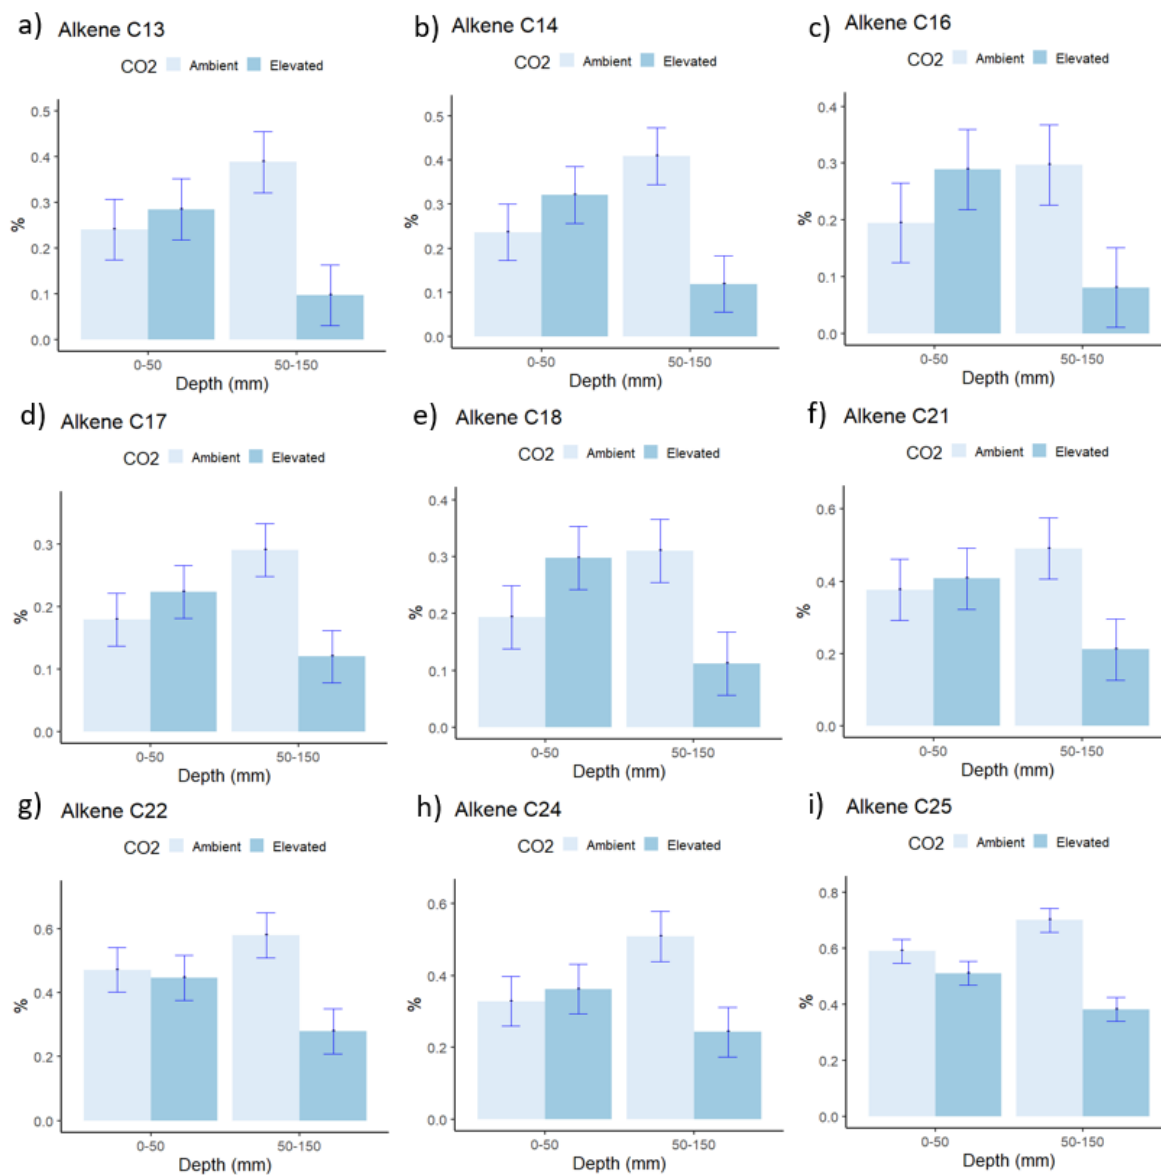 a) Alkene C13
CO2 Ambient Elevated
0.5
0.4
0.3
0.2
0.1
0.0
%
0-50 50-150
Depth (mm)
b) Alkene C14
CO2 Ambient Elevated
0.5
0.4
0.3
0.2
0.1
0.0
%
0-50 50-150
Depth (mm)
c) Alkene C16
CO2 Ambient Elevated
0.4
0.3
0.2
0.1
0.0
%
0-50 50-150
Depth (mm)
d) Alkene C17
CO2 Ambient Elevated
0.3
0.2
0.1
0.0
%
0-50 50-150
Depth (mm)
e) Alkene C18
CO2 Ambient Elevated
0.4
0.3
0.2
0.1
0.0
%
0-50 50-150
Depth (mm)
f) Alkene C21
CO2 Ambient Elevated
0.6
0.4
0.2
0.0
%
0-50 50-150
Depth (mm)
g) Alkene C22
CO2 Ambient Elevated
0.6
0.4
0.2
0.0
%
0-50 50-150
Depth (mm)
h) Alkene C24
CO2 Ambient Elevated
0.6
0.4
0.2
0.0
%
0-50 50-150
Depth (mm)
i) Alkene C25
CO2 Ambient Elevated
0.8
0.6
0.4
0.2
0.0
%
0-50 50-150
Depth (mm)